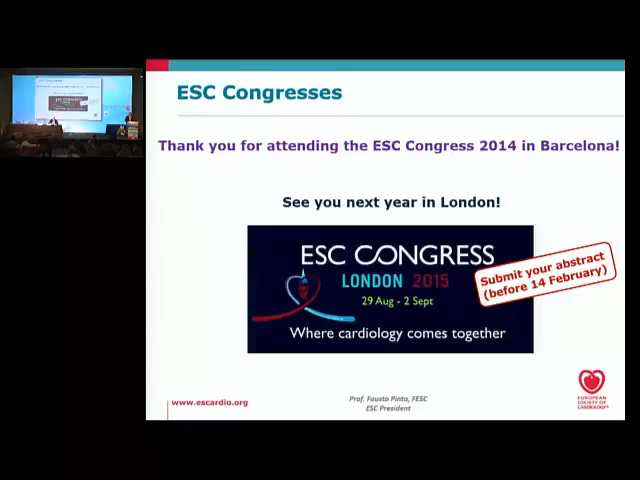 ESC Congresses
Thank you for attending the ESC Congress 2014 in Barcelona!
See you next year in London!
ESC CONGRESS
LONDON 2015
29 Aug - 2 Sept
Where cardiology comes together
Submit your abstract
(before 14 February)
www.escardio.org
Prof. Fausto Pinto, FESC
ESC President
EUROPEAN
SOCIETY OF
CARDIOLOGY®